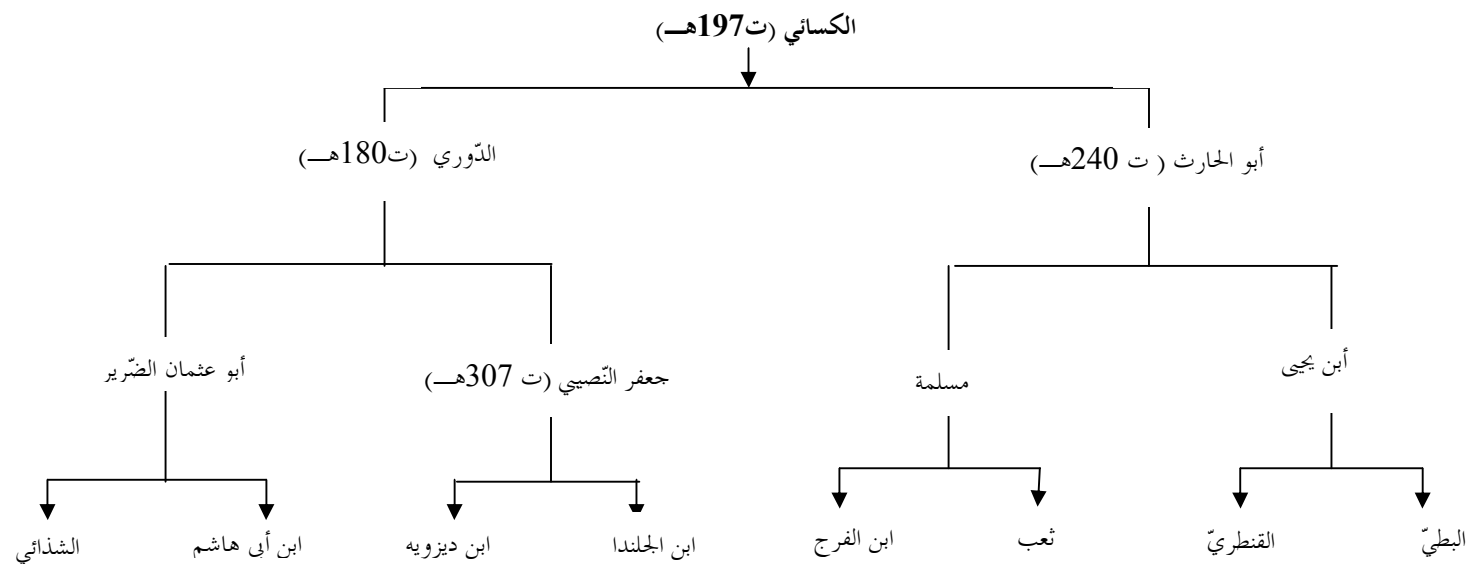 الكسائي (ت197هـ)
أبو الحارث ( ت 240هـ)
الدّوري (ت180هـ)
أبن يحيى
مسلمة
جعفر النّصيبي (ت 307هـ)
أبو عثمان الضّرير
البطيّ
القنطريّ
ثعب
ابن الفرج
ابن الجلندا
ابن ديزويه
ابن أبي هاشم
الشذائي